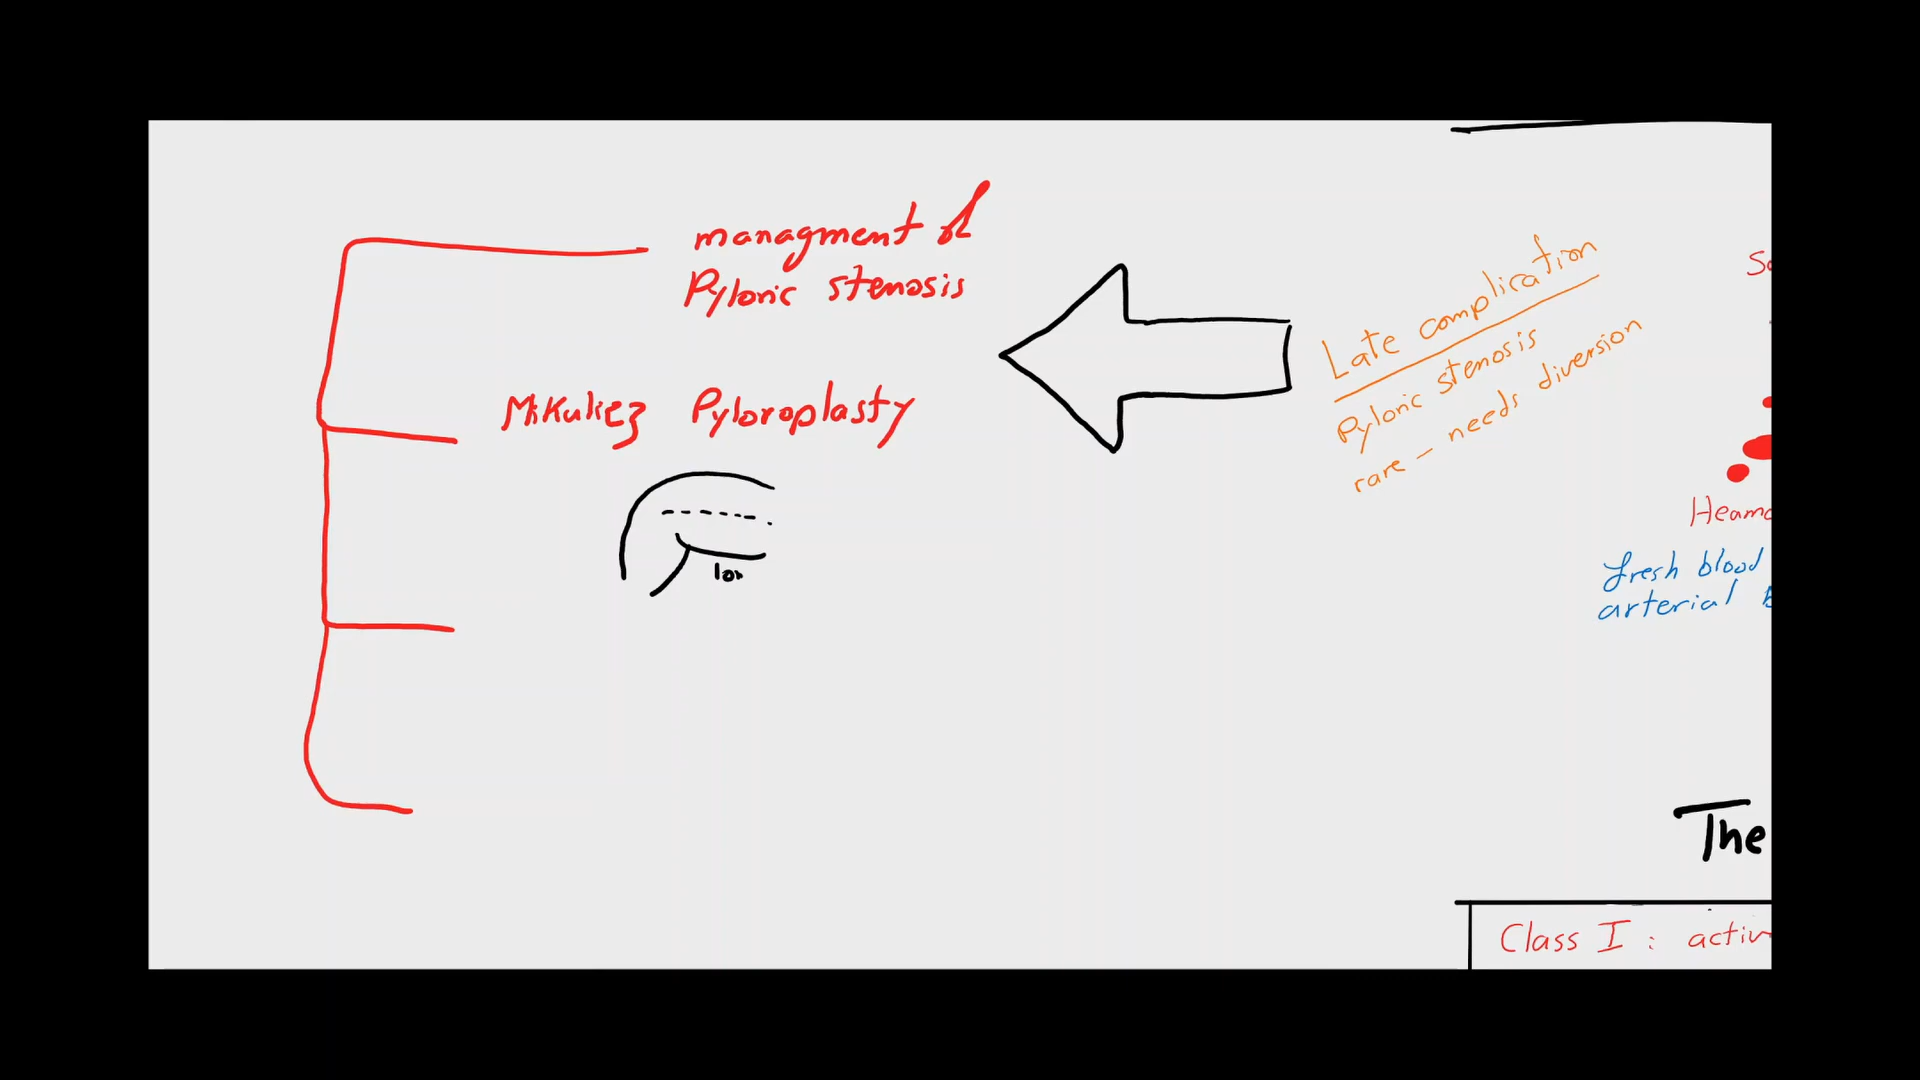 managment of
Pyloric stenosis
Mikulicz Pyloroplasty
Late complication
Pyloric stenosis
rare – needs diversion
fresh blood
arterial
The
Class I : activ